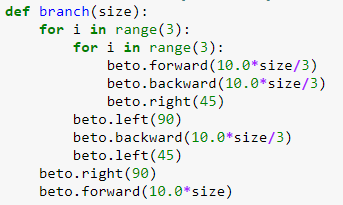 def branch(size):
    for i in range(3):
        for i in range(3):
            beto.forward(10.0*size/3)
            beto.backward(10.0*size/3)
            beto.right(45)
        beto.left(90)
        beto.backward(10.0*size/3)
        beto.left(45)
    beto.right(90)
    beto.forward(10.0*size)